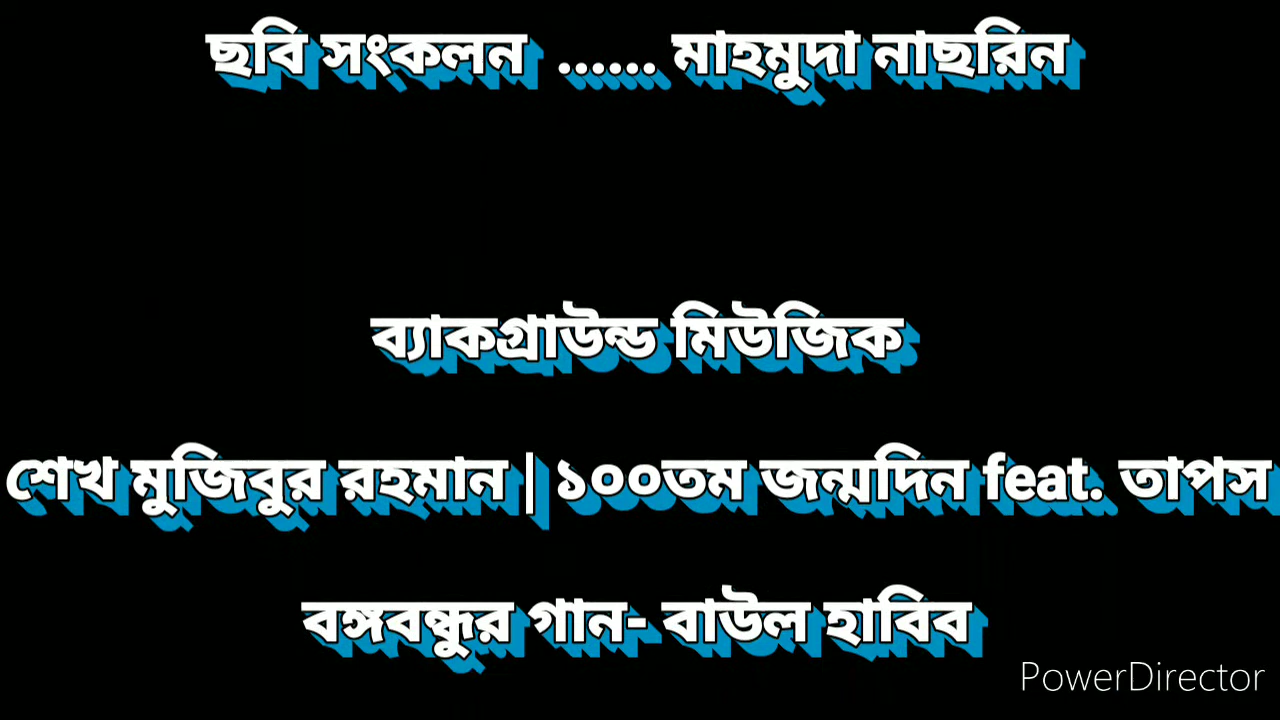 ছবি সংকলন ...... মাহমুদা নাছরিন
ব্যাকগ্রাউন্ড মিউজিক
শেখ মুজিবুর রহমান | ১০০তম জন্মদিন feat. তাপস
বঙ্গবন্ধুর গান- বাউল হাবিব
PowerDirector